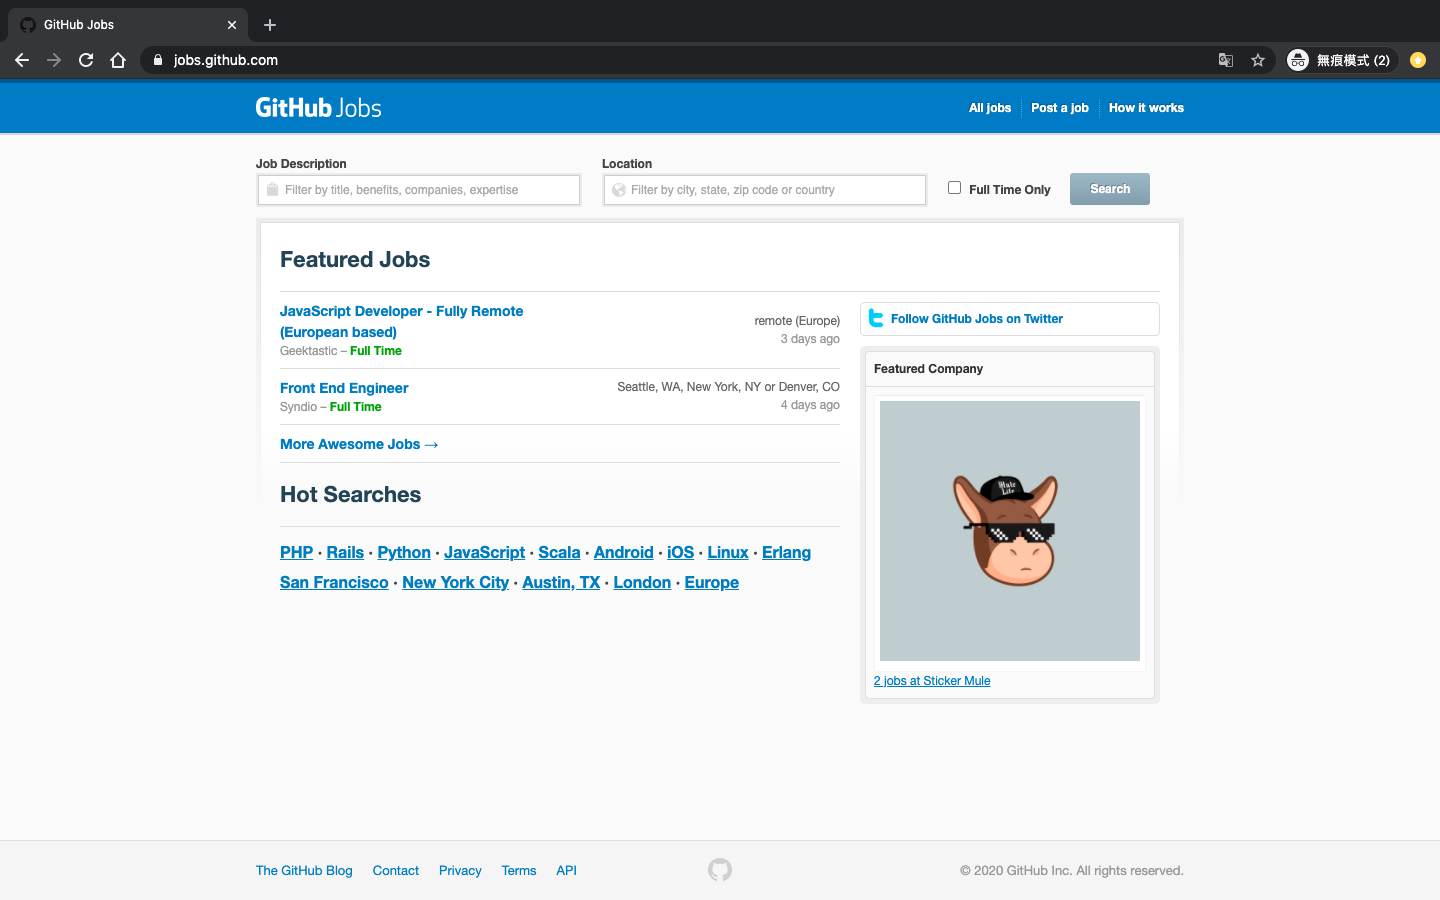 GitHub Jobs
jobs.github.com
無痕模式 (2)
GitHub Jobs
All jobs
Post a job
How it works
Job Description
Location
Filter by title, benefits, companies, expertise
Filter by city, state, zip code or country
Full Time Only
Search
Featured Jobs
JavaScript Developer - Fully Remote
(European based)
Geektastic – Full Time
remote (Europe)
3 days ago
Front End Engineer
Syndio – Full Time
Seattle, WA, New York, NY or Denver, CO
4 days ago
More Awesome Jobs →
Hot Searches
PHP · Rails · Python · JavaScript · Scala · Android · iOS · Linux · Erlang
San Francisco · New York City · Austin, TX · London · Europe
Follow GitHub Jobs on Twitter
Featured Company
Mule
Life
2 jobs at Sticker Mule
The GitHub Blog
Contact
Privacy
Terms
API
© 2020 GitHub Inc. All rights reserved.